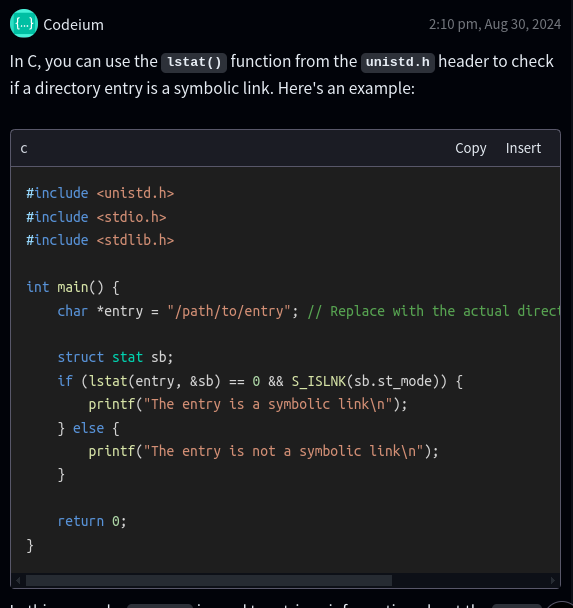 {...} Codeium 2:10 pm, Aug 30, 2024
In C, you can use the lstat() function from the unistd.h header to check
if a directory entry is a symbolic link. Here's an example:
c Copy Insert
#include <unistd.h>
#include <stdio.h>
#include <stdlib.h>
int main() {
    char *entry = "/path/to/entry"; // Replace with the actual direct
    struct stat sb;
    if (lstat(entry, &sb) == 0 && S_ISLNK(sb.st_mode)) {
        printf("The entry is a symbolic link\n");
    } else {
        printf("The entry is not a symbolic link\n");
    }
    return 0;
}